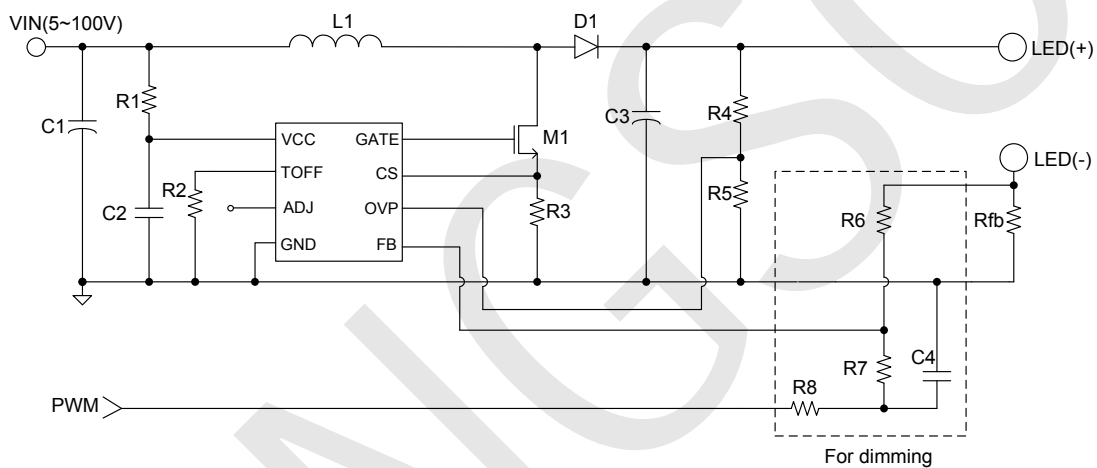 VIN(5~100V)
L1
D1
LED(+)
R1
C1
C3
R4
VCC
GATE
M1
LED(-)
TOFF
CS
R2
ADJ
OVP
R3
R5
C2
R6
Rfb
GND
FB
R7
C4
R8
PWM
For dimming